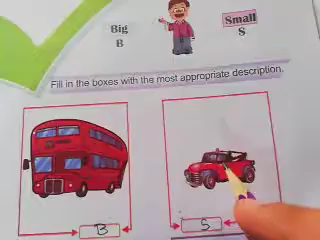 Big Small
B S
Fill in the boxes with the most appropriate description.
B S